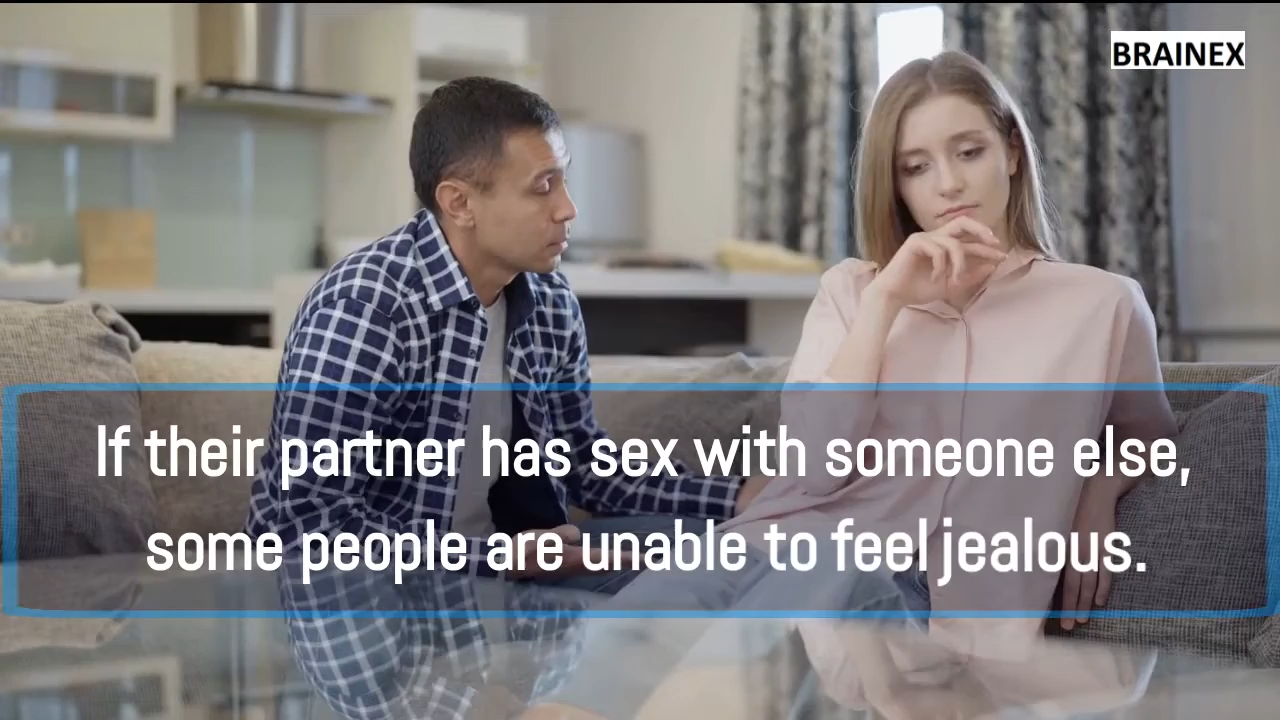 BRAINEX
If their partner has sex with someone else,
some people are unable to feel jealous.